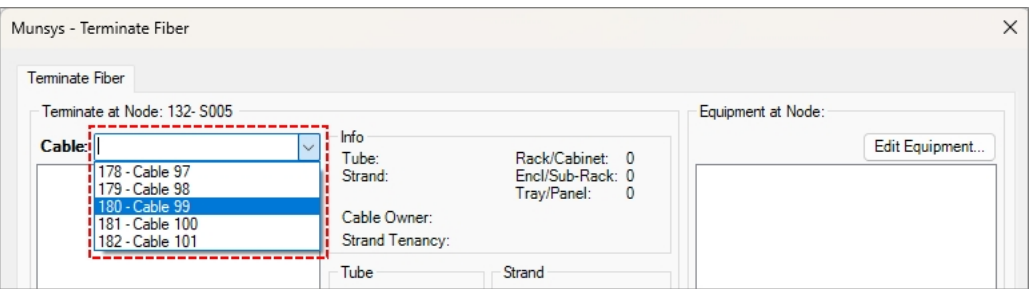 Munsys - Terminate Fiber
Terminate Fiber
Terminate at Node: 132- S005
Cable:
178 - Cable 97
179 - Cable 98
180 - Cable 99
181 - Cable 100
182 - Cable 101
Info
Tube:
Strand:
Rack/Cabinet: 0
Encl/Sub-Rack: 0
Tray/Panel: 0
Cable Owner:
Strand Tenancy:
Tube
Strand
Equipment at Node:
Edit Equipment...